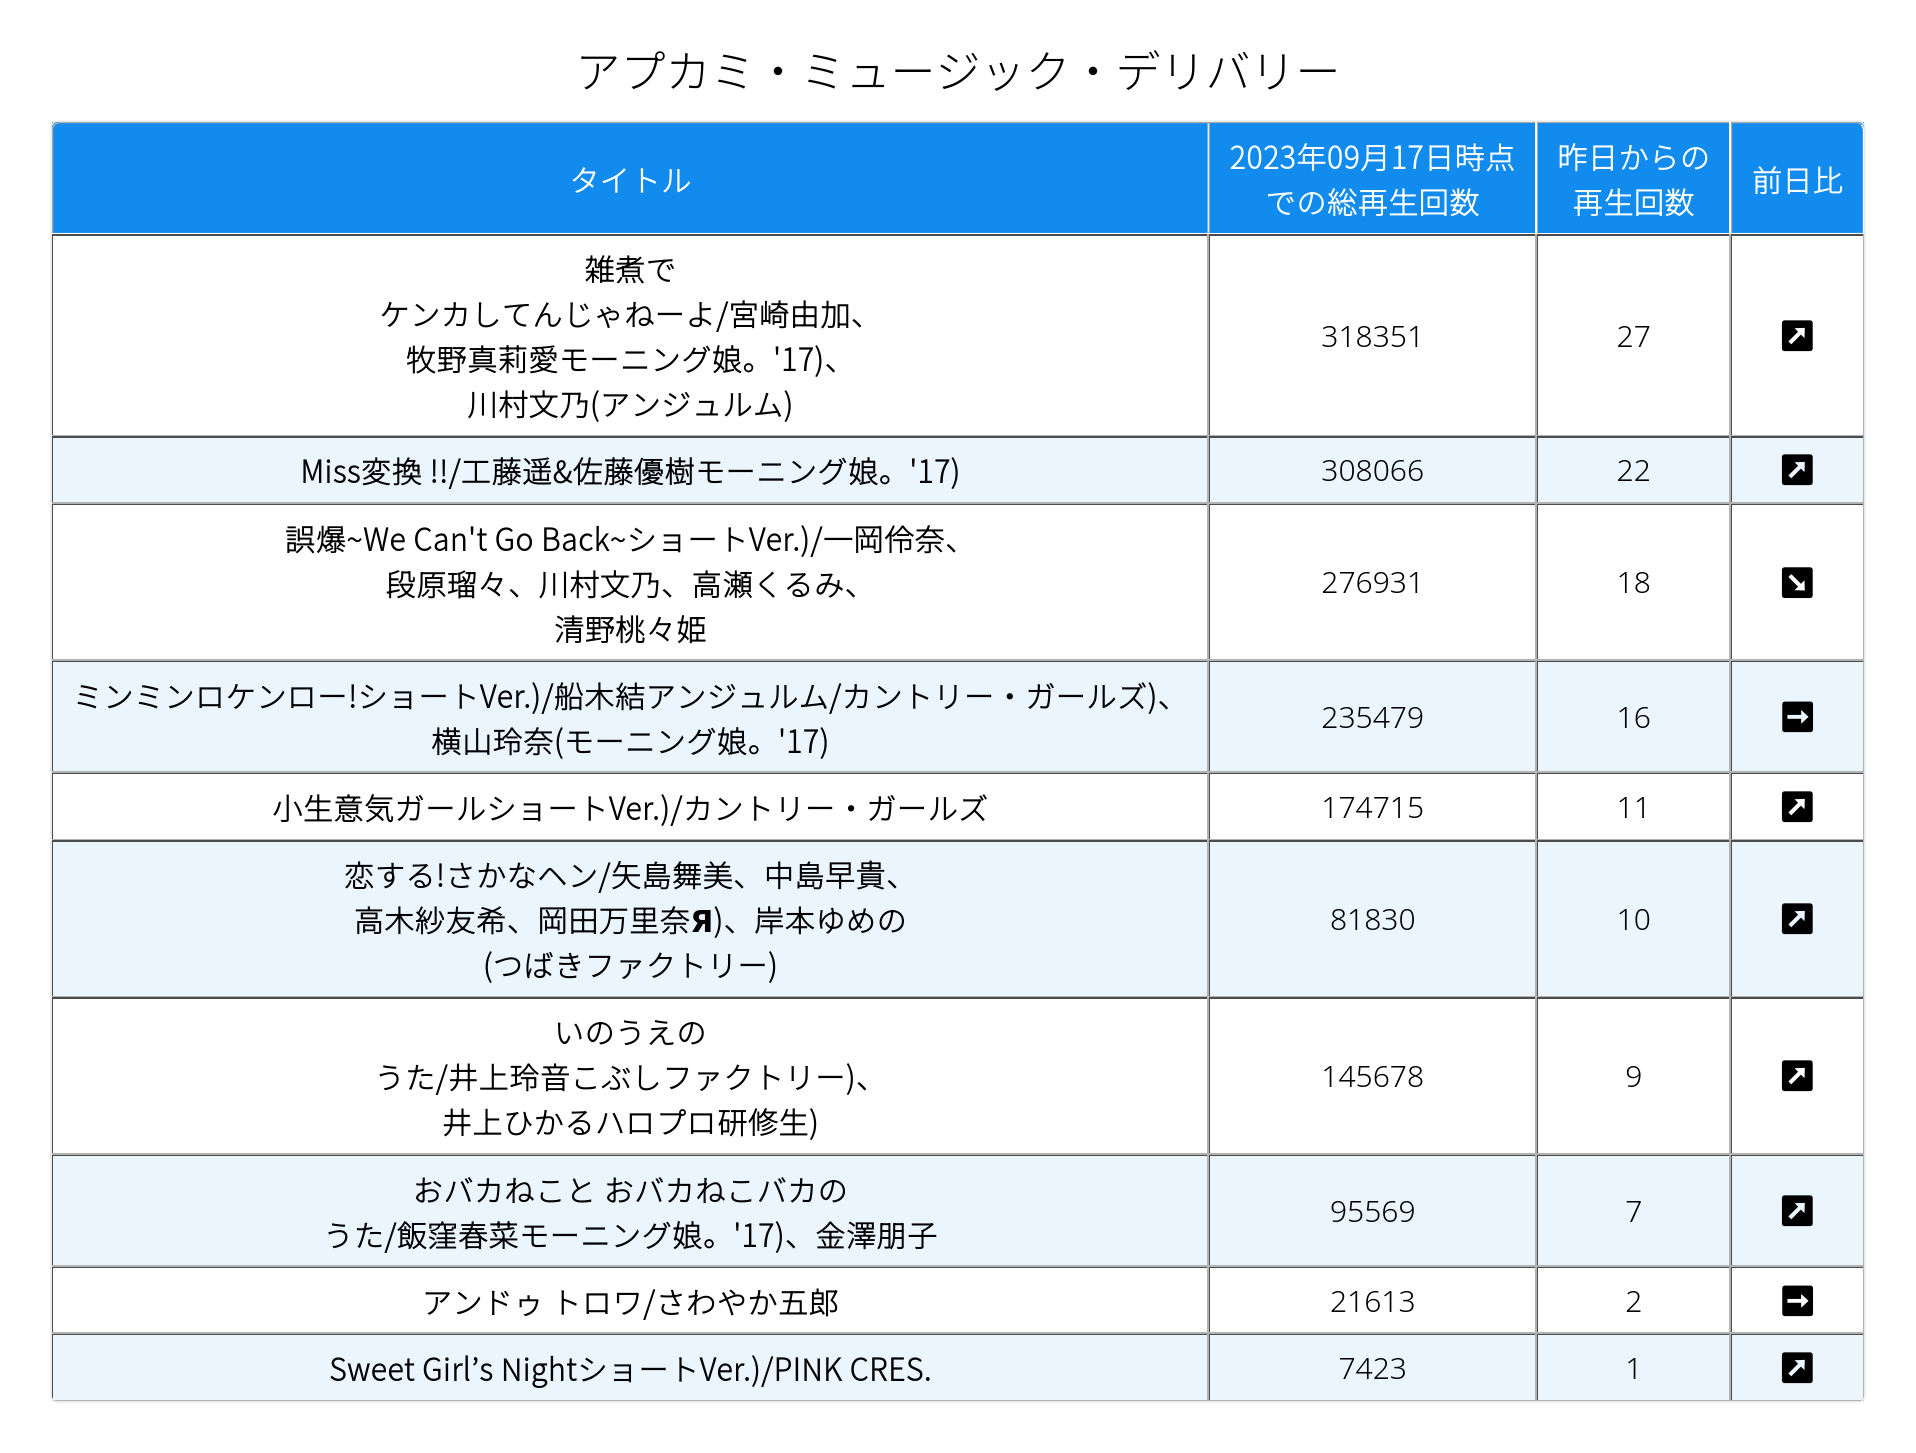 アプカミ・ミュージック・デリバリー
タイトル
2023年09月17日時点
での総再生回数
昨日からの
再生回数
前日比
雑煮で
ケンカしてんじゃねーよ/宮崎由加、
牧野真莉愛モーニング娘。'17)、
川村文乃(アンジュルム)
318351
27
Miss変換 !!/工藤遥&佐藤優樹モーニング娘。'17)
308066
22
誤爆~We Can't Go Back~ショートVer.)/一岡伶奈、
段原瑠々、川村文乃、高瀬くるみ、
清野桃々姫
276931
18
ミンミンロケンロー!ショートVer.)/船木結アンジュルム/カントリー・ガールズ)、
横山玲奈(モーニング娘。'17)
235479
16
小生意気ガールショートVer.)/カントリー・ガールズ
174715
11
恋する!さかなヘン/矢島舞美、中島早貴、
高木紗友希、岡田万里奈Я)、岸本ゆめの
(つばきファクトリー)
81830
10
いのうえの
うた/井上玲音こぶしファクトリー)、
井上ひかるハロプロ研修生)
145678
9
おバカねこと おバカねこバカの
うた/飯窪春菜モーニング娘。'17)、金澤朋子
95569
7
アンドゥ トロワ/さわやか五郎
21613
2
Sweet Girl’s NightショートVer.)/PINK CRES.
7423
1